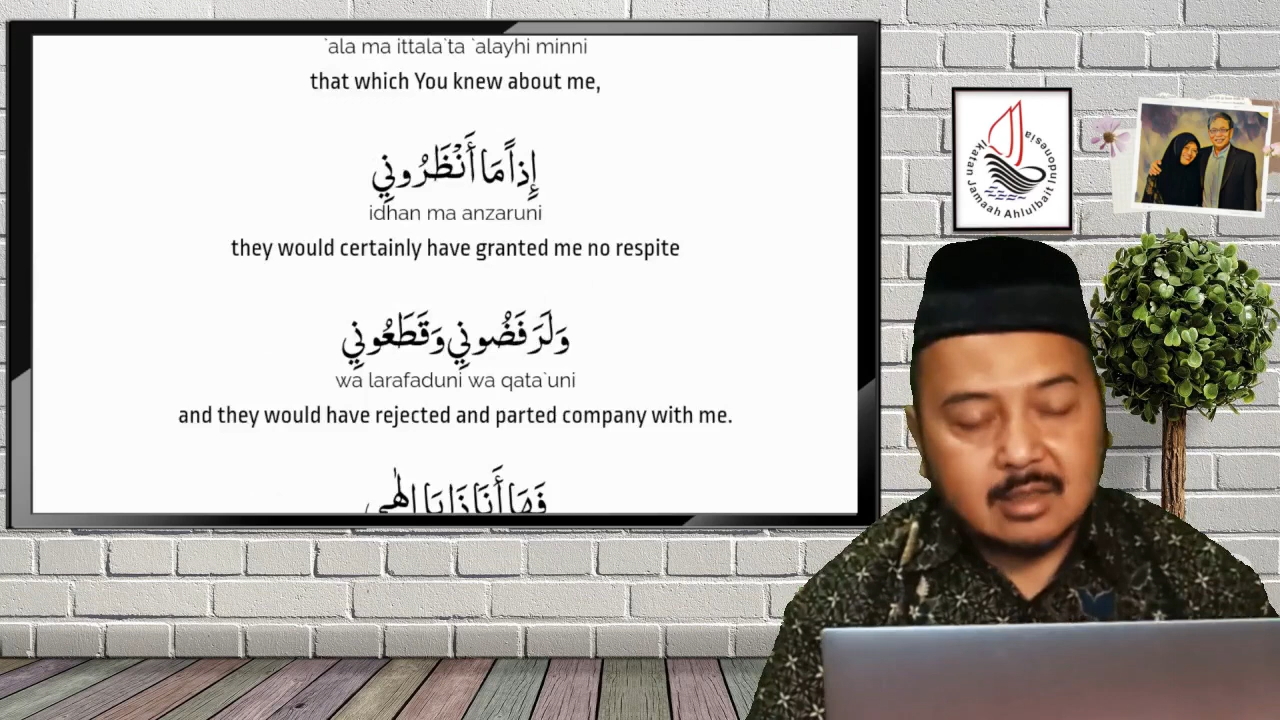 `ala ma ittala`ta `alayhi minni
that which You knew about me,
إِذاً مَا أَنْظَرُونِي
idhan ma anzaruni
they would certainly have granted me no respite
وَلَرَفَضُونِي وَقَطَعُونِي
wa larafaduni wa qata`uni
and they would have rejected and parted company with me.
فَهَا أَنَا ذَا يَا إِلٰهِي
Ikatan Jamaah Ahlulbait Indonesia